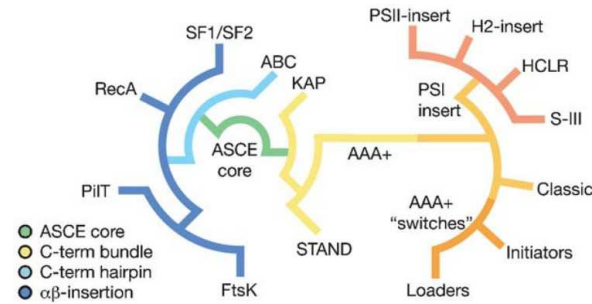 PSII-insert
H2-insert
SF1/SF2
ABC
HCLR
KAP
RecA
PSI
insert
S-III
ASCE
core
AAA+
PilT
Classic
AAA+
"switches"
ASCE core
C-term bundle
STAND
Initiators
C-term hairpin
αβ-insertion
FtsK
Loaders